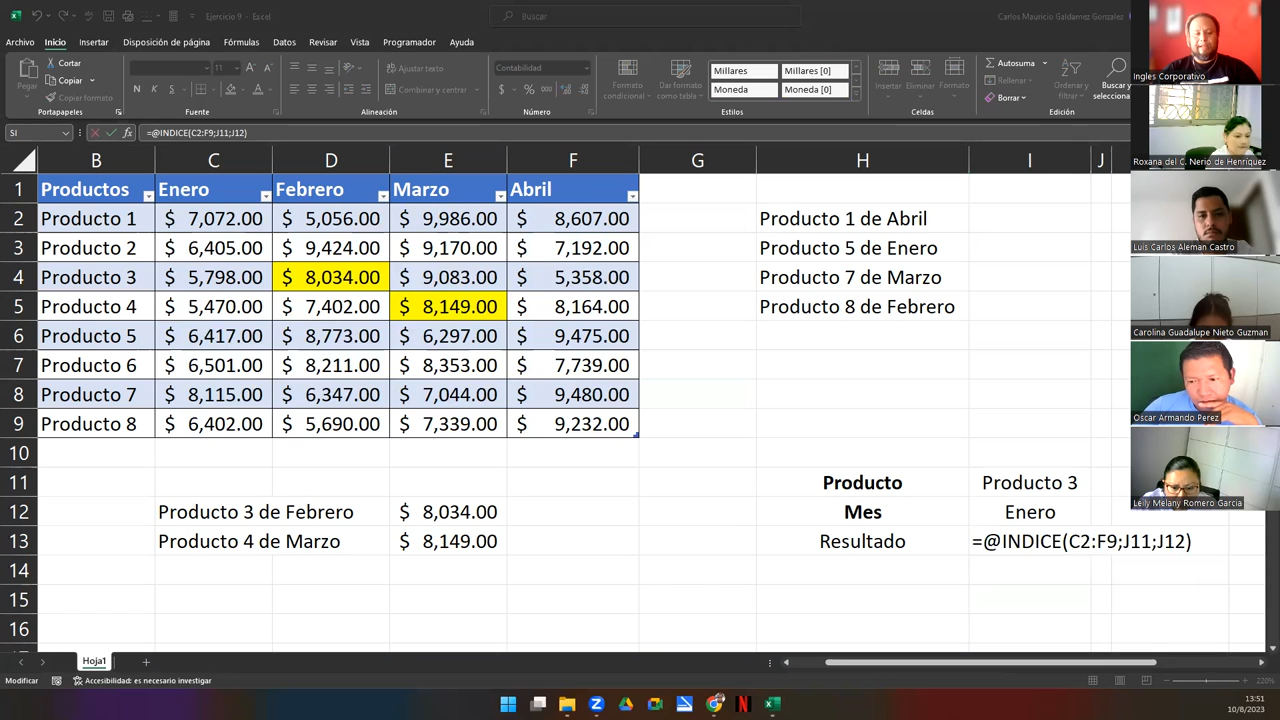 Ejercicio 9 - Excel
Buscar
Carlos Mauricio Galdamez Gonzalez
Archivo Inicio Insertar Disposición de página Fórmulas Datos Revisar Vista Programador Ayuda
Cortar
Copiar
Copiar formato
Pegar
Portapapeles
11
N K S
Fuente
Ajustar texto
Combinar y centrar
Alineación
Contabilidad
$ % 000
Número
Formato condicional
Dar formato como tabla
Millares Millares [0]
Moneda Moneda [0]
Estilos
Insertar Eliminar Formato
Celdas
Autosuma
Rellenar
Borrar
Ordenar y filtrar
Buscar y selecciona
Edición
SI fx =@INDICE(C2:F9;J11;J12)
B C D E F G H I J
1 Productos Enero Febrero Marzo Abril
2 Producto 1 $ 7,072.00 $ 5,056.00 $ 9,986.00 $ 8,607.00 Producto 1 de Abril
3 Producto 2 $ 6,405.00 $ 9,424.00 $ 9,170.00 $ 7,192.00 Producto 5 de Enero
4 Producto 3 $ 5,798.00 $ 8,034.00 $ 9,083.00 $ 5,358.00 Producto 7 de Marzo
5 Producto 4 $ 5,470.00 $ 7,402.00 $ 8,149.00 $ 8,164.00 Producto 8 de Febrero
6 Producto 5 $ 6,417.00 $ 8,773.00 $ 6,297.00 $ 9,475.00
7 Producto 6 $ 6,501.00 $ 8,211.00 $ 8,353.00 $ 7,739.00
8 Producto 7 $ 8,115.00 $ 6,347.00 $ 7,044.00 $ 9,480.00
9 Producto 8 $ 6,402.00 $ 5,690.00 $ 7,339.00 $ 9,232.00
10
11 Producto Producto 3
12 Producto 3 de Febrero $ 8,034.00 Mes Enero
13 Producto 4 de Marzo $ 8,149.00 Resultado =@INDICE(C2:F9;J11;J12)
14
15
16
Hoja1
Modificar
Accesibilidad: es necesario investigar
220%
13:51
10/8/2023
Ingles Corporativo
Roxana del C. Nerio de Henríquez
Luis Carlos Aleman Castro
Carolina Guadalupe Nieto Guzman
Oscar Armando Perez
Leily Melany Romero Garcia